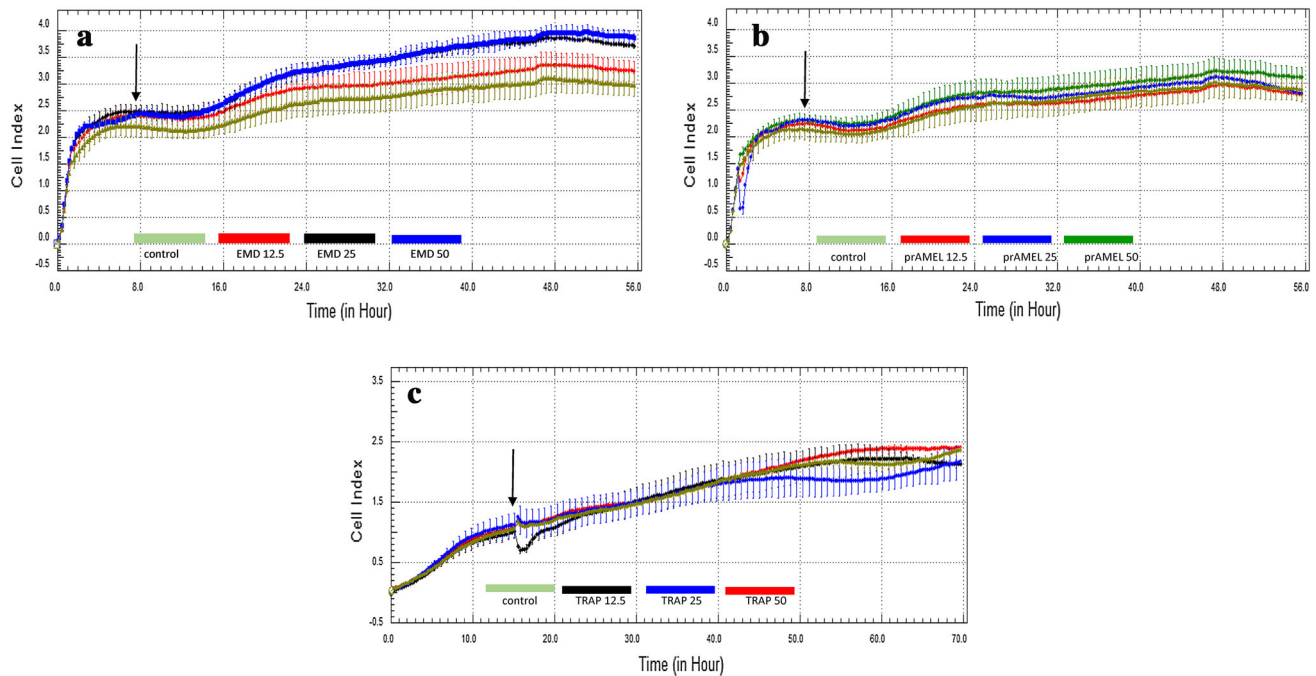 a
Cell Index
4.0
3.5
3.0
2.5
2.0
1.5
1.0
0.5
0.0
-0.5
control EMD 12.5 EMD 25 EMD 50
0.0 8.0 16.0 24.0 32.0 40.0 48.0 56.0
Time (in Hour)
b
Cell Index
4.0
3.5
3.0
2.5
2.0
1.5
1.0
0.5
0.0
-0.5
control prAMEL 12.5 prAMEL 25 prAMEL 50
0.0 8.0 16.0 24.0 32.0 40.0 48.0 56.0
Time (in Hour)
c
Cell Index
3.5
2.5
1.5
0.5
-0.5
control TRAP 12.5 TRAP 25 TRAP 50
0.0 10.0 20.0 30.0 40.0 50.0 60.0 70.0
Time (in Hour)